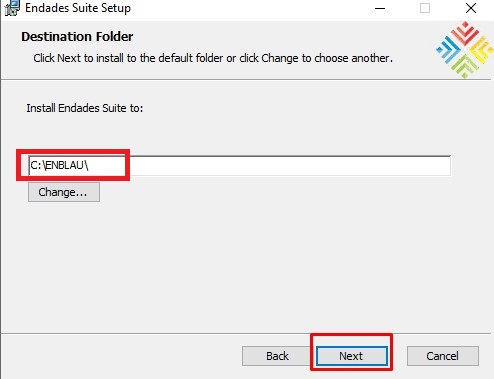 Endades Suite Setup
Destination Folder
Click Next to install to the default folder or click Change to choose another.
Install Endades Suite to:
C:\ENBLAU\
Change...
Back
Next
Cancel